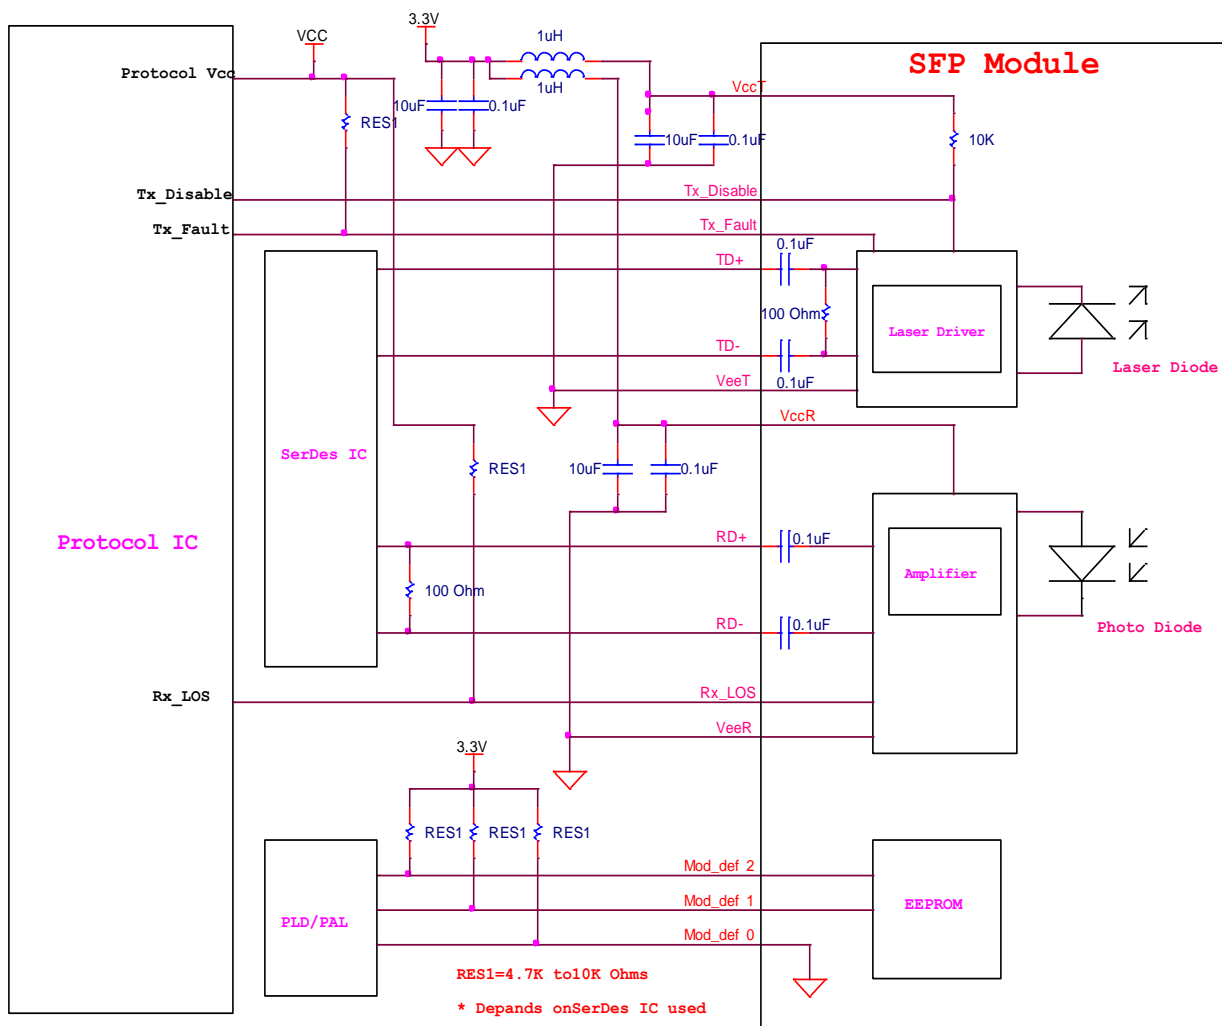 3.3V
VCC
1uH
SFP Module
Protocol Vcc
1uH
VccT
10uF
0.1uF
RES1
10uF
0.1uF
10K
Tx_Disable
Tx_Disable
Tx_Fault
Tx_Fault
0.1uF
TD+
100 Ohm
Laser Driver
TD-
Laser Diode
VeeT
0.1uF
VccR
SerDes IC
RES1
10uF
0.1uF
Protocol IC
RD+
0.1uF
Amplifier
100 Ohm
RD-
0.1uF
Photo Diode
Rx_LOS
Rx_LOS
VeeR
3.3V
RES1
RES1
RES1
Mod_def 2
Mod_def 1
EEPROM
PLD/PAL
Mod_def 0
RES1=4.7K to10K Ohms
* Depands onSerDes IC used